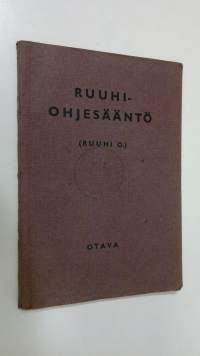 RUUHI-
OHJESÄÄNTÖ
(RUUHI O.)
OTAVA